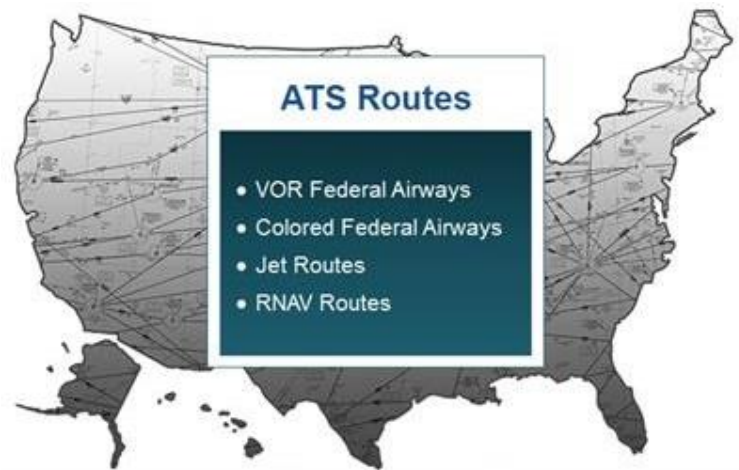 ATS Routes
• VOR Federal Airways
• Colored Federal Airways
• Jet Routes
• RNAV Routes